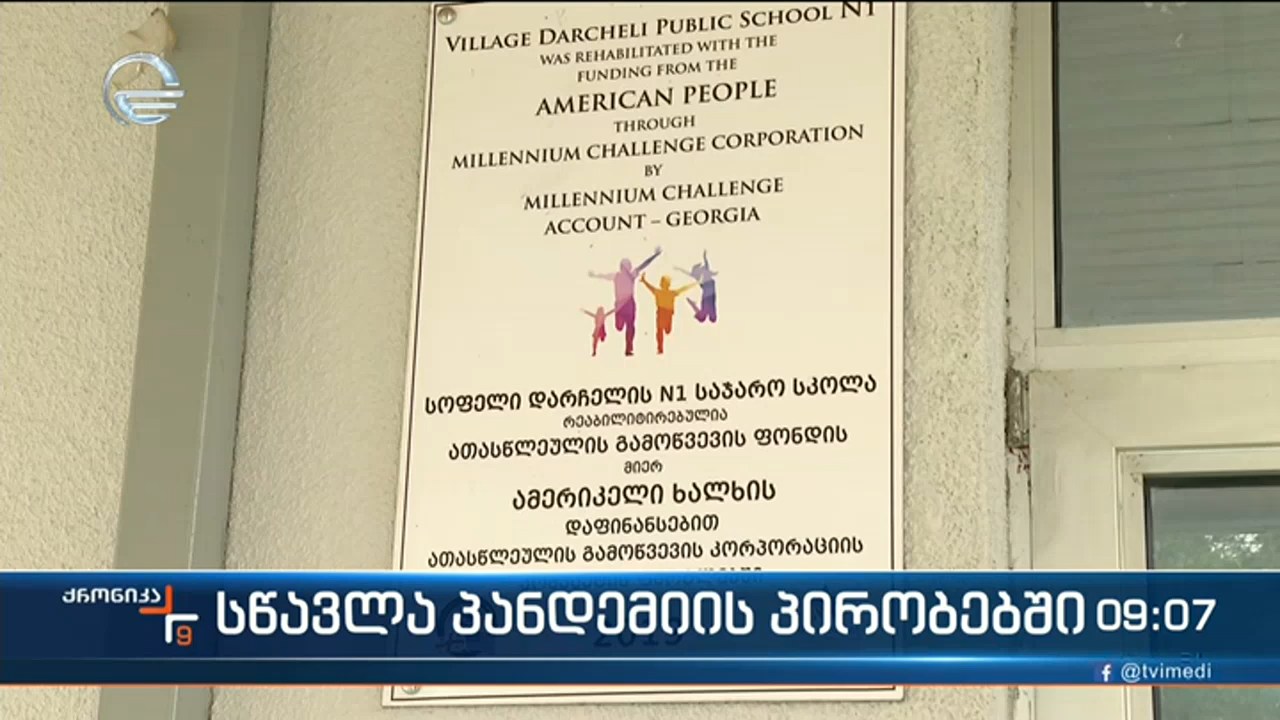 VILLAGE DARCHELI PUBLIC SCHOOL N1
WAS REHABILITATED WITH THE
FUNDING FROM THE
AMERICAN PEOPLE
THROUGH
MILLENNIUM CHALLENGE CORPORATION
BY
MILLENNIUM CHALLENGE
ACCOUNT – GEORGIA
სოფელი დარჩელის N1 საჯარო სკოლა
რეაბილიტირებულია
ათასწლეულის გამოწვევის ფონდის
მიერ
ამერიკელი ხალხის
დაფინანსებით
ათასწლეულის გამოწვევის კორპორაციის
2019
ქრონიკა
9
სწავლა პანდემიის პირობებში 09:07
@tvimedi